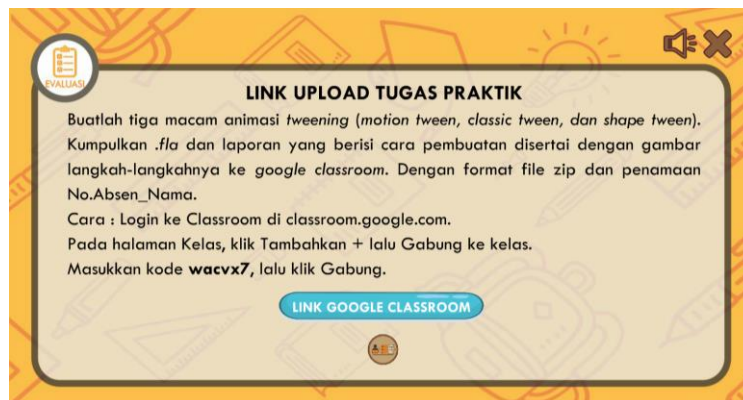 EVALUASI
LINK UPLOAD TUGAS PRAKTIK
Buatlah tiga macam animasi tweening (motion tween, classic tween, dan shape tween).
Kumpulkan .fla dan laporan yang berisi cara pembuatan disertai dengan gambar
langkah-langkahnya ke google classroom. Dengan format file zip dan penamaan
No.Absen_Nama.
Cara : Login ke Classroom di classroom.google.com.
Pada halaman Kelas, klik Tambahkan + lalu Gabung ke kelas.
Masukkan kode wacvx7, lalu klik Gabung.
LINK GOOGLE CLASSROOM